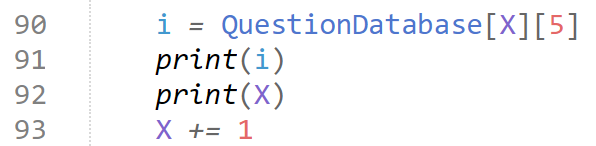 90 i = QuestionDatabase[X][5]
91 print(i)
92 print(X)
93 X += 1